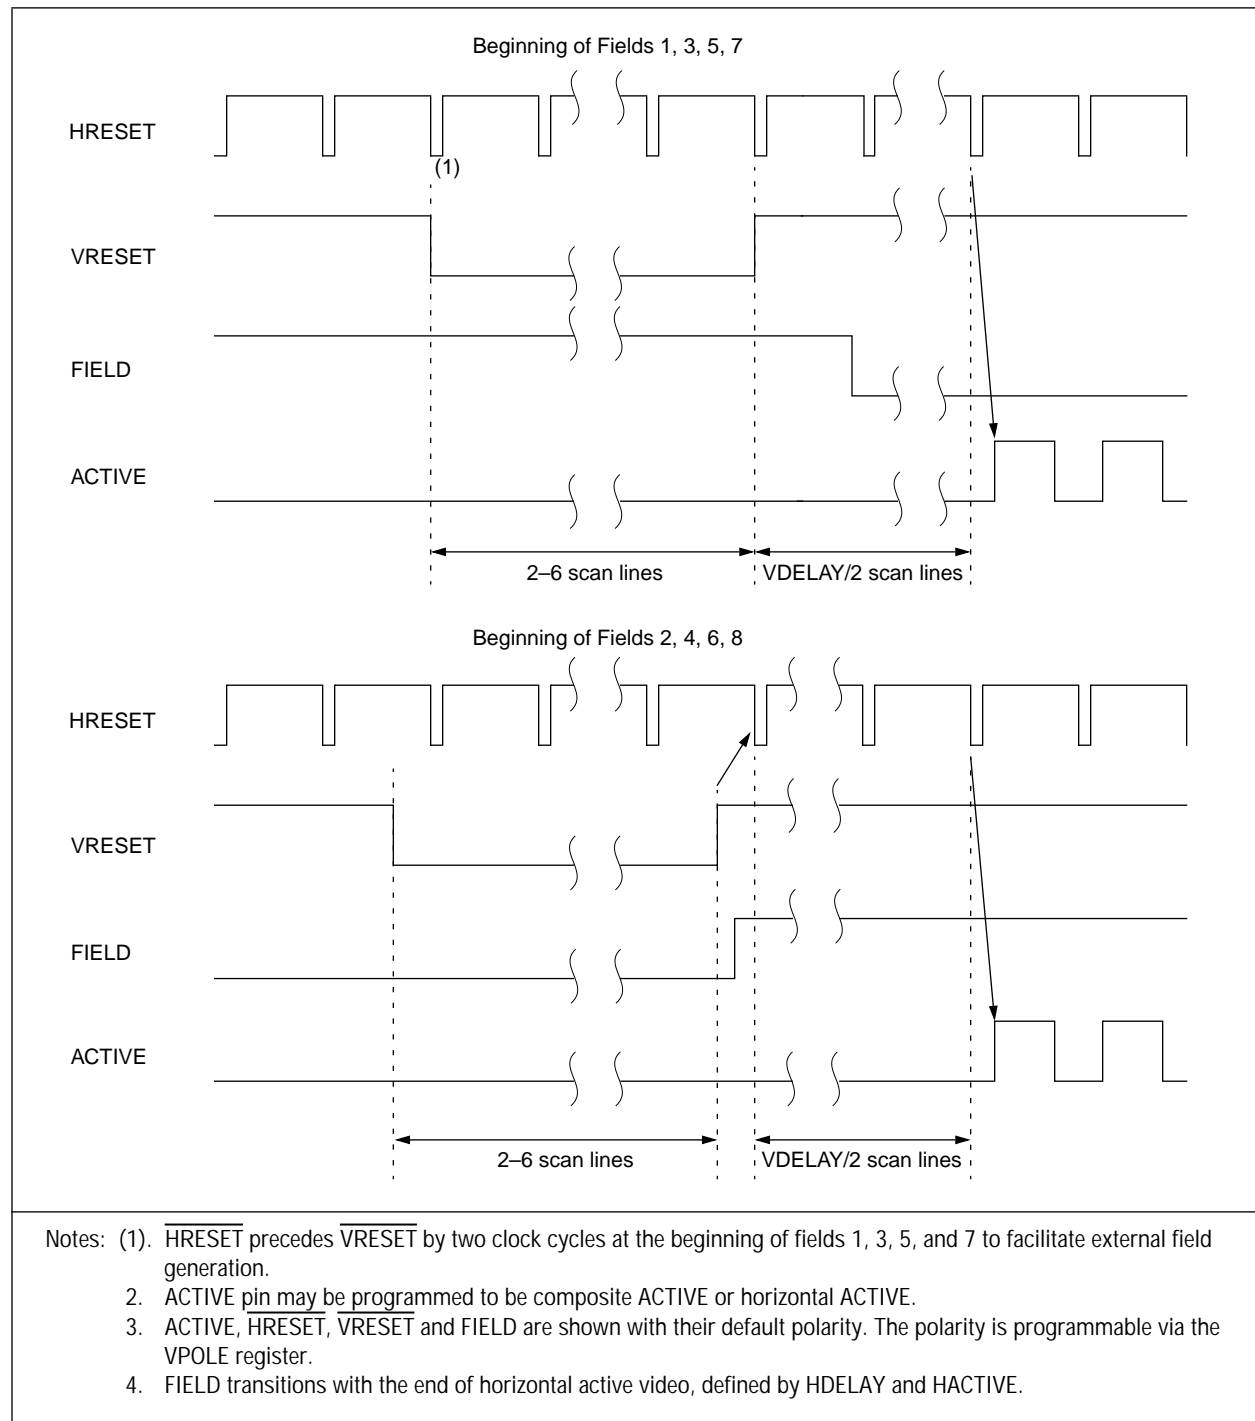 Beginning of Fields 1, 3, 5, 7
HRESET
(1)
VRESET
FIELD
ACTIVE
2–6 scan lines
VDELAY/2 scan lines
Beginning of Fields 2, 4, 6, 8
HRESET
VRESET
FIELD
ACTIVE
2–6 scan lines
VDELAY/2 scan lines
Notes: (1). HRESET precedes VRESET by two clock cycles at the beginning of fields 1, 3, 5, and 7 to facilitate external field
generation.
2. ACTIVE pin may be programmed to be composite ACTIVE or horizontal ACTIVE.
3. ACTIVE, HRESET, VRESET and FIELD are shown with their default polarity. The polarity is programmable via the
VPOLE register.
4. FIELD transitions with the end of horizontal active video, defined by HDELAY and HACTIVE.